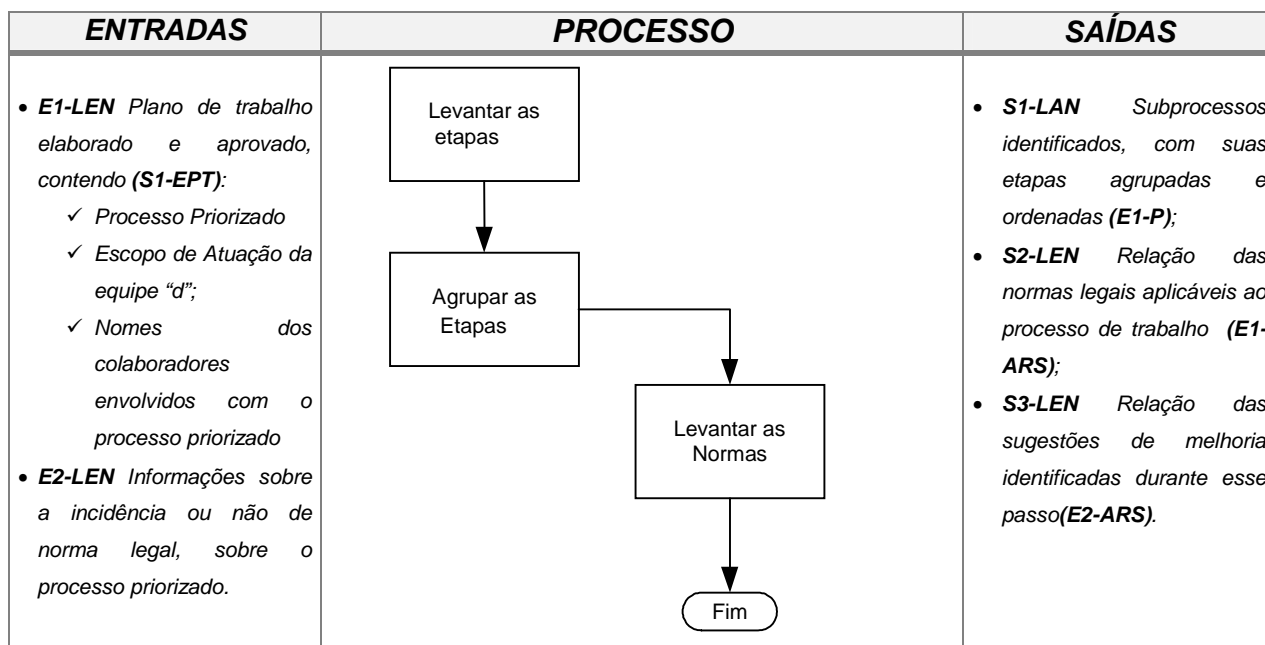 ENTRADAS
PROCESSO
SAÍDAS
• E1-LEN Plano de trabalho
elaborado e aprovado,
contendo (S1-EPT):
✓ Processo Priorizado
✓ Escopo de Atuação da
equipe “d”;
✓ Nomes dos
colaboradores
envolvidos com o
processo priorizado
• E2-LEN Informações sobre
a incidência ou não de
norma legal, sobre o
processo priorizado.
Levantar as
etapas
Agrupar as
Etapas
Levantar as
Normas
Fim
• S1-LAN Subprocessos
identificados, com suas
etapas agrupadas e
ordenadas (E1-P);
• S2-LEN Relação das
normas legais aplicáveis ao
processo de trabalho (E1-
ARS);
• S3-LEN Relação das
sugestões de melhoria
identificadas durante esse
passo(E2-ARS).